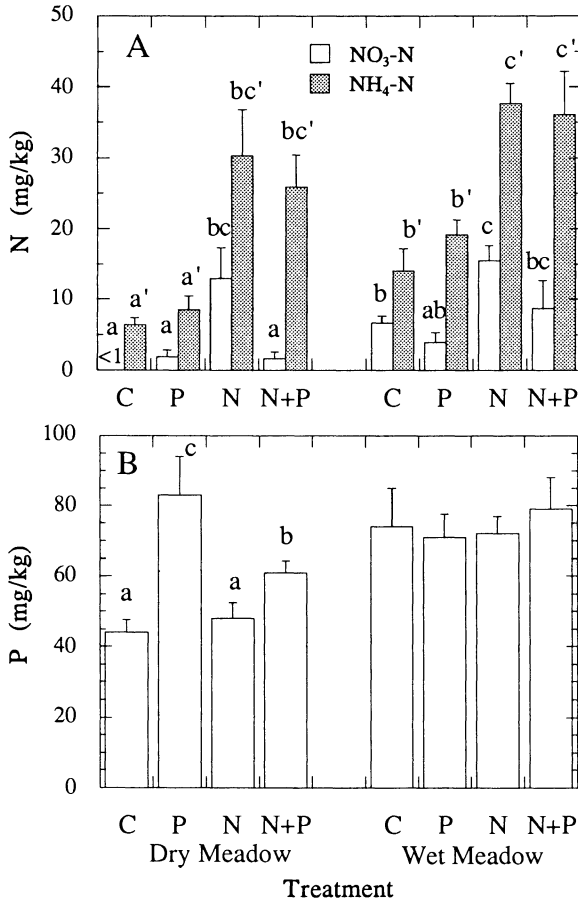 50
A
NO₃-N
NH₄-N
c'
c'
40
bc'
bc'
30
N (mg/kg)
b'
b'
20
bc
c
a'
bc
a'
b
10
a
a
a
ab
<1
0
C P N N+P C P N N+P
100
B
c
80
b
60
a
a
P (mg/kg)
40
20
0
C P N N+P C P N N+P
Dry Meadow Wet Meadow
Treatment